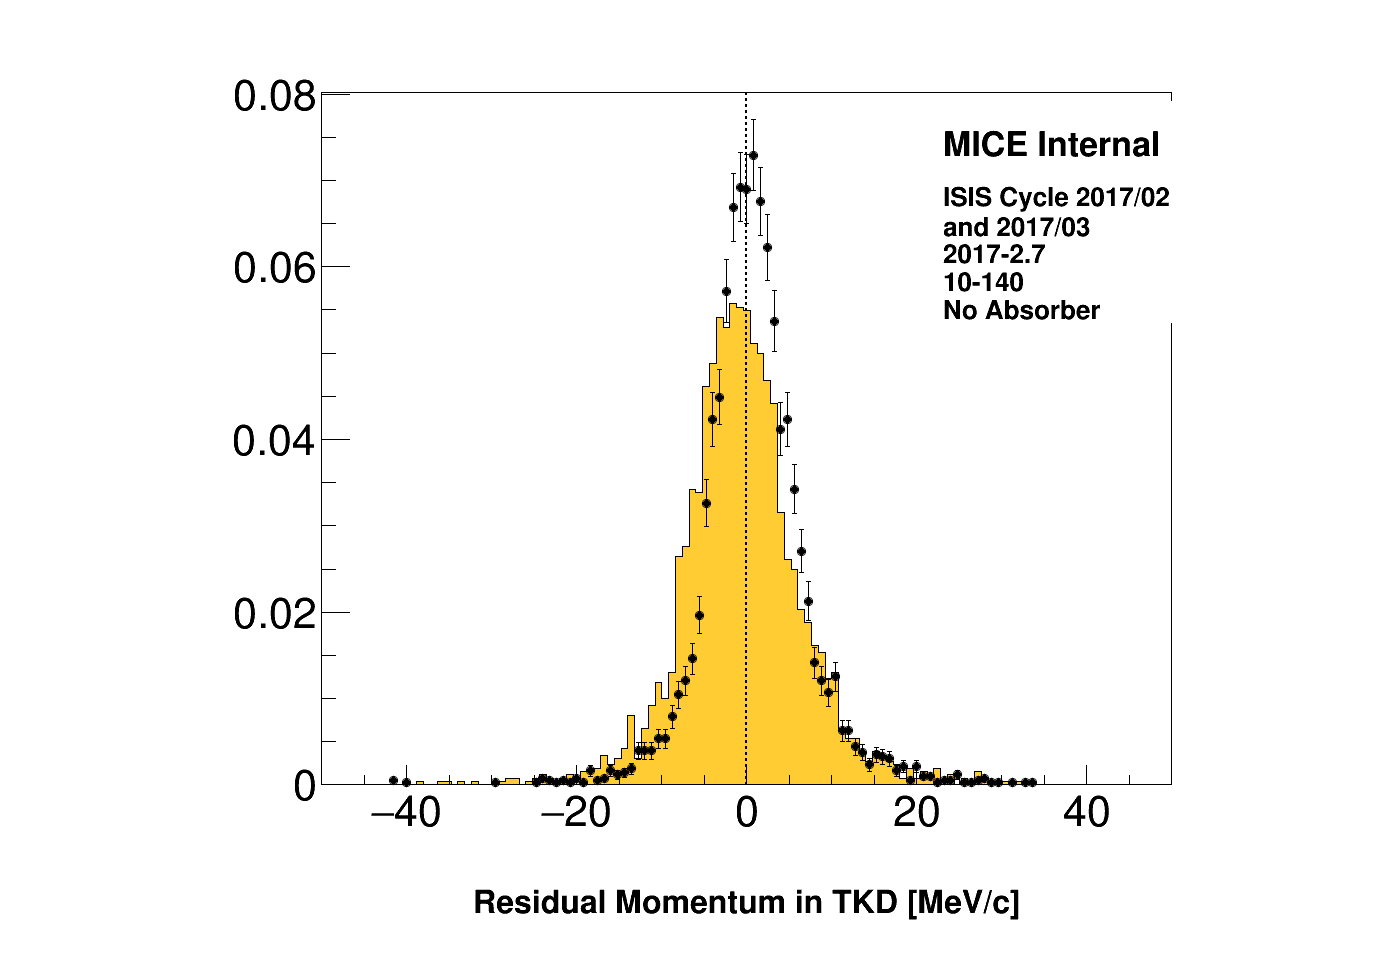 0.08
0.06
0.04
0.02
0
MICE Internal
ISIS Cycle 2017/02
and 2017/03
2017-2.7
10-140
No Absorber
−40 −20 0 20 40
Residual Momentum in TKD [MeV/c]